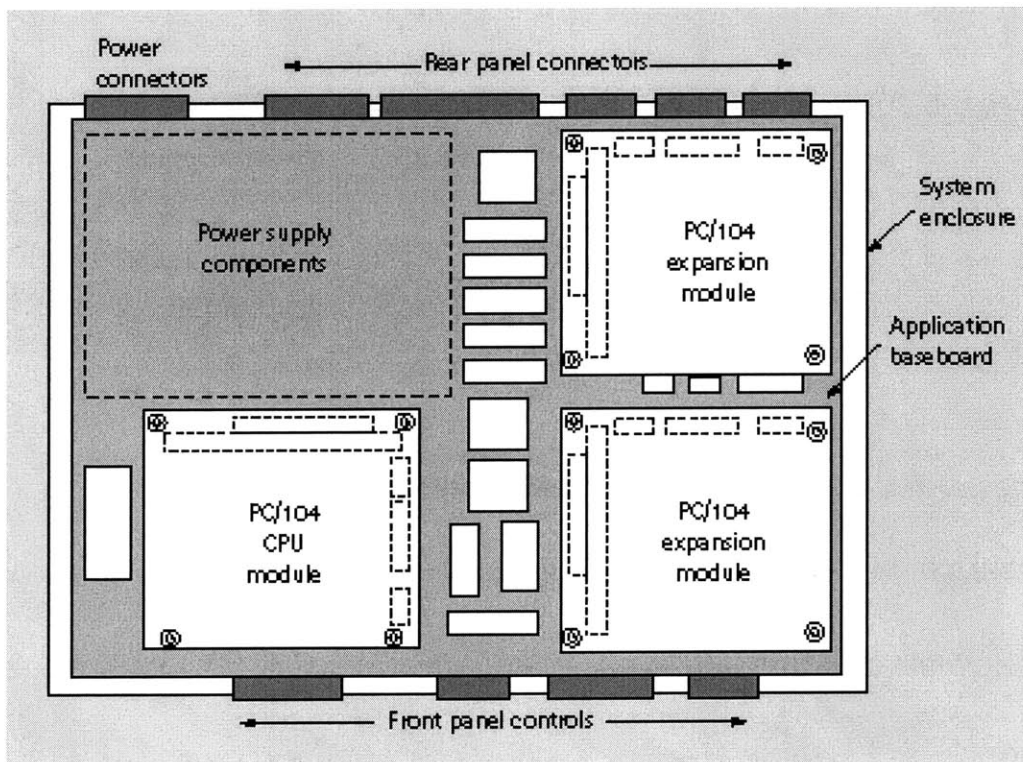 Power
connectors
Rear panel connectors
System
enclosure
Power supply
components
PC/104
expansion
module
Application
baseboard
PC/104
CPU
module
PC/104
expansion
module
Front panel controls